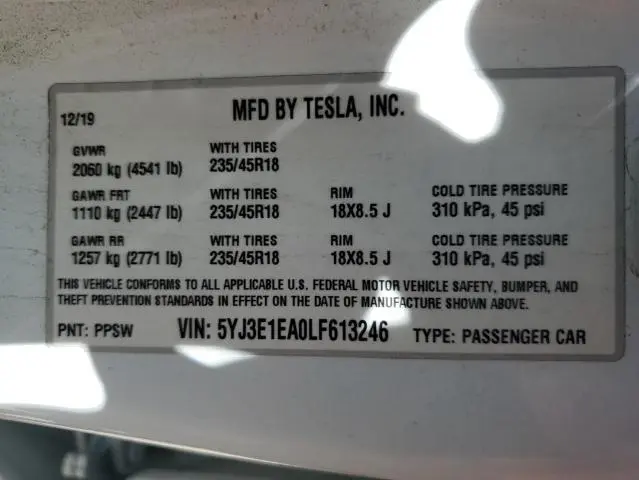 12/19 MFD BY TESLA, INC.
GVWR WITH TIRES
2060 kg (4541 lb) 235/45R18
GAWR FRT WITH TIRES RIM COLD TIRE PRESSURE
1110 kg (2447 lb) 235/45R18 18X8.5 J 310 kPa, 45 psi
GAWR RR WITH TIRES RIM COLD TIRE PRESSURE
1257 kg (2771 lb) 235/45R18 18X8.5 J 310 kPa, 45 psi
THIS VEHICLE CONFORMS TO ALL APPLICABLE U.S. FEDERAL MOTOR VEHICLE SAFETY, BUMPER, AND
THEFT PREVENTION STANDARDS IN EFFECT ON THE DATE OF MANUFACTURE SHOWN ABOVE.
PNT: PPSW VIN: 5YJ3E1EA0LF613246 TYPE: PASSENGER CAR